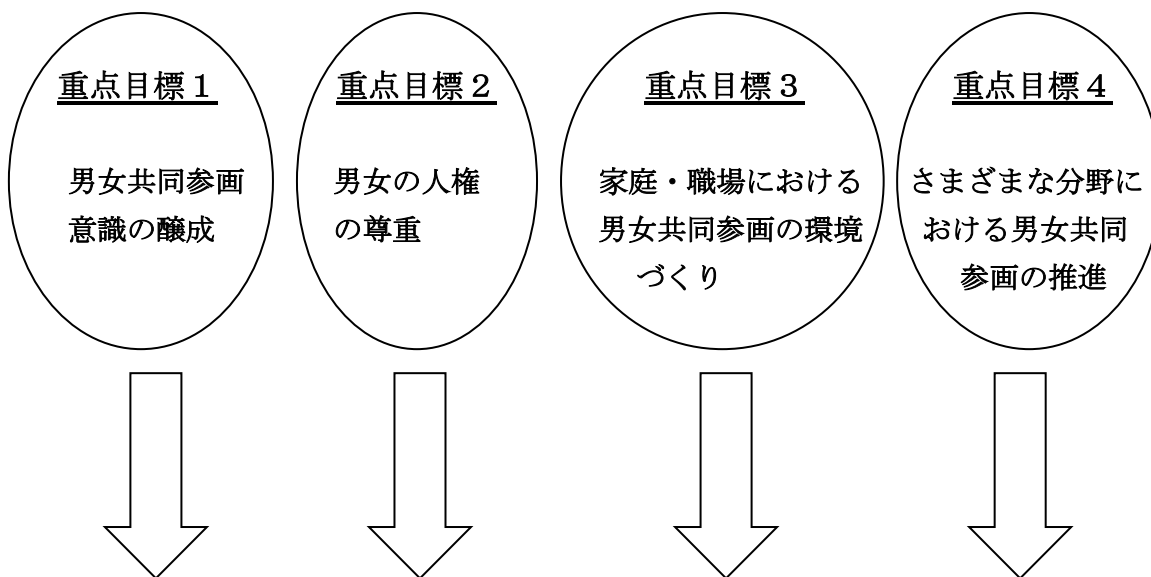 重点目標１
男女共同参画
意識の醸成
重点目標２
男女の人権
の尊重
重点目標３
家庭・職場における
男女共同参画の環境
づくり
重点目標４
さまざまな分野に
おける男女共同
参画の推進